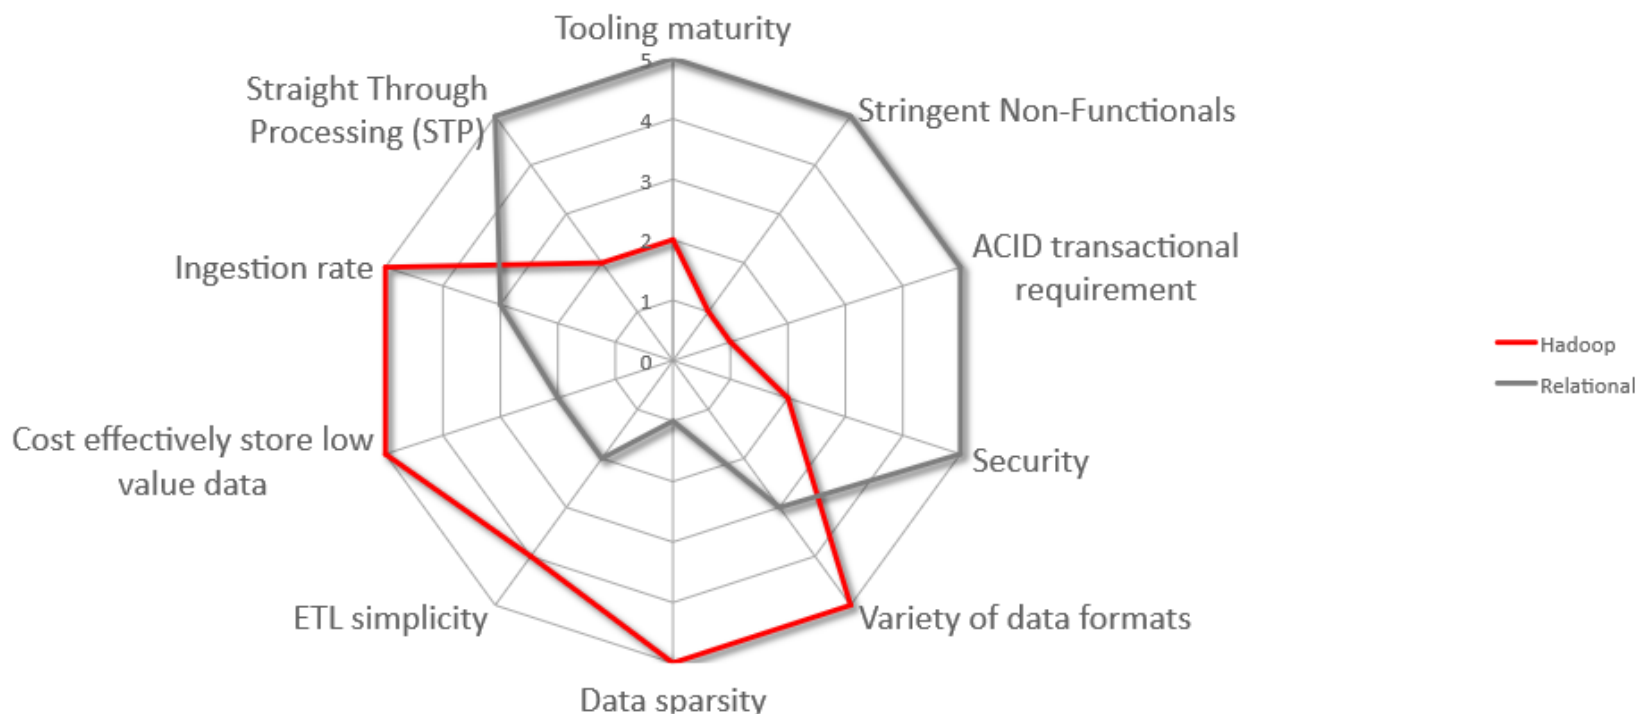 Tooling maturity
5
Straight Through
Processing (STP)
Stringent Non-Functionals
4
3
ACID transactional
requirement
2
Ingestion rate
1
Hadoop
0
Relational
Cost effectively store low
value data
Security
ETL simplicity
Variety of data formats
Data sparsity